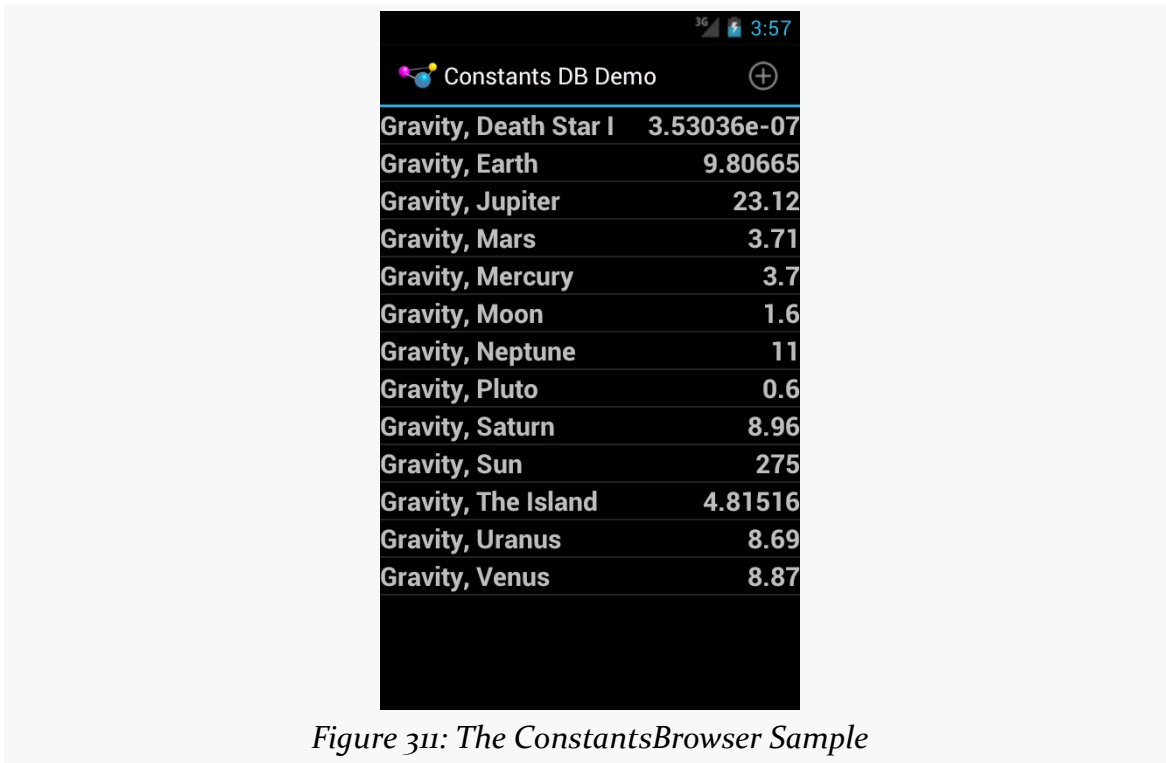 3G 3:57
Constants DB Demo
Gravity, Death Star I 3.53036e-07
Gravity, Earth 9.80665
Gravity, Jupiter 23.12
Gravity, Mars 3.71
Gravity, Mercury 3.7
Gravity, Moon 1.6
Gravity, Neptune 11
Gravity, Pluto 0.6
Gravity, Saturn 8.96
Gravity, Sun 275
Gravity, The Island 4.81516
Gravity, Uranus 8.69
Gravity, Venus 8.87
Figure 311: The ConstantsBrowser Sample